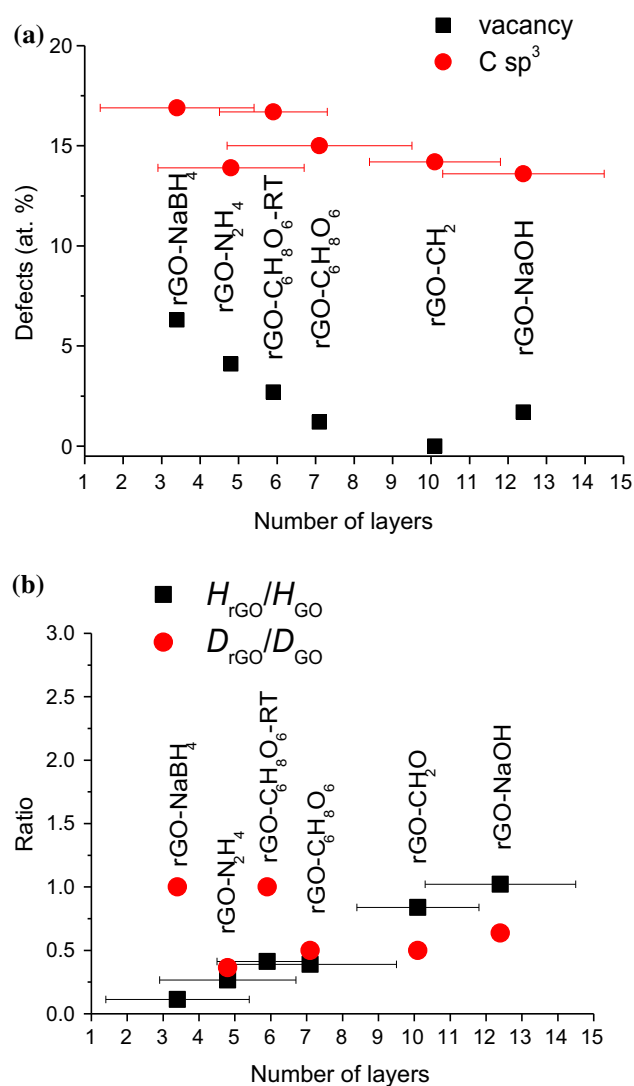 (a)
vacancy
C sp³
20
15
10
5
0
Defects (at. %)
rGO-NaBH₄
rGO-N₂H₄
rGO-C₆H₈O₆-RT
rGO-C₆H₈O₆
rGO-CH₂
rGO-NaOH
1 2 3 4 5 6 7 8 9 10 11 12 13 14 15
Number of layers
(b)
H_rGO/H_GO
D_rGO/D_GO
3.0
2.5
2.0
1.5
1.0
0.5
0.0
Ratio
rGO-NaBH₄
rGO-N₂H₄
rGO-C₆H₈O₆-RT
rGO-C₆H₈O₆
rGO-CH₂O
rGO-NaOH
1 2 3 4 5 6 7 8 9 10 11 12 13 14 15
Number of layers